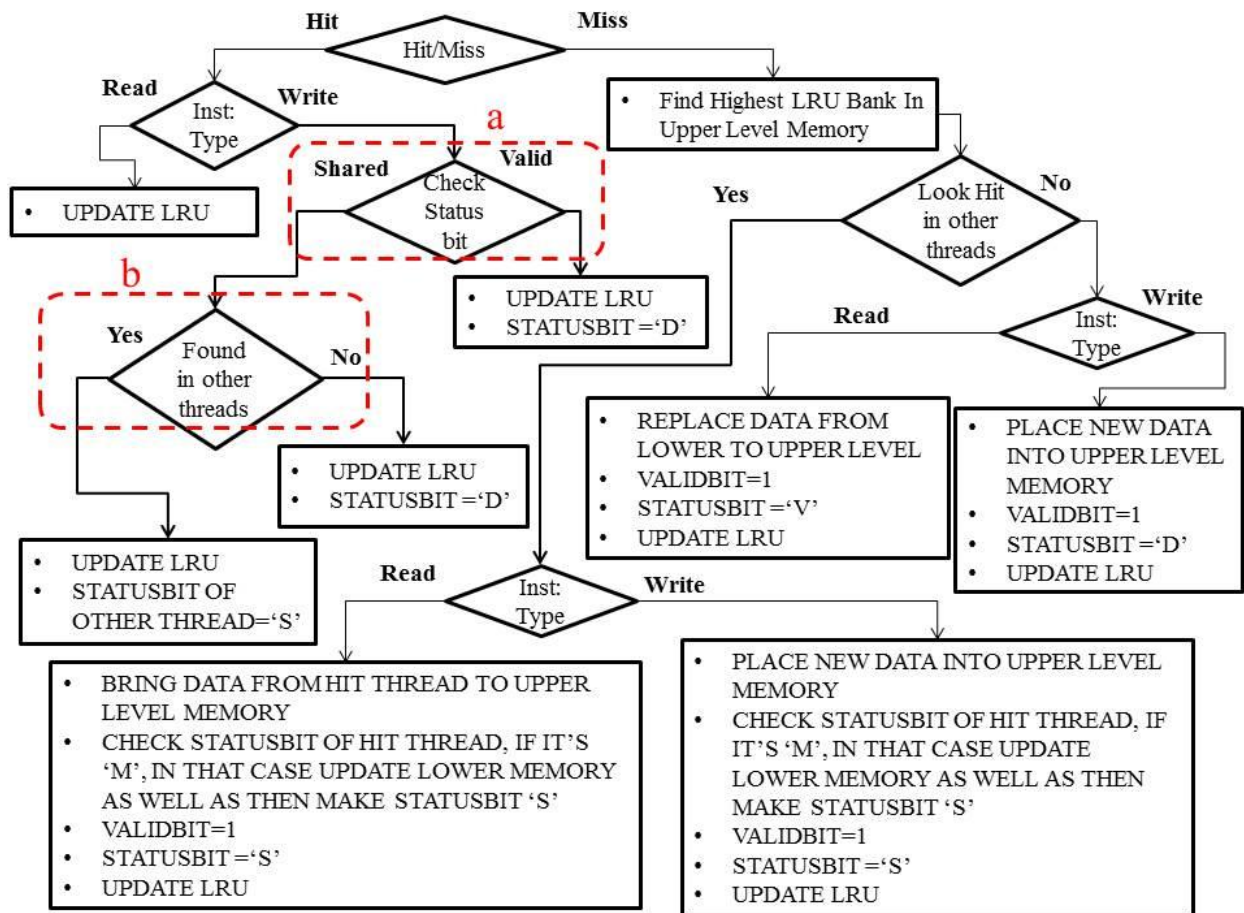 Hit
Miss
Hit/Miss
Read
Write
Inst:
Type
• Find Highest LRU Bank In
Upper Level Memory
a
Shared
Valid
Check
Status
bit
• UPDATE LRU
Yes
No
Look Hit
in other
threads
b
• UPDATE LRU
• STATUSBIT =‘D’
Yes
No
Found
in other
threads
Read
Write
Inst:
Type
• UPDATE LRU
• STATUSBIT =‘D’
• REPLACE DATA FROM
LOWER TO UPPER LEVEL
• VALIDBIT=1
• STATUSBIT =‘V’
• UPDATE LRU
• PLACE NEW DATA
INTO UPPER LEVEL
MEMORY
• VALIDBIT=1
• STATUSBIT =‘D’
• UPDATE LRU
• UPDATE LRU
• STATUSBIT OF
OTHER THREAD=‘S’
Read
Write
Inst:
Type
• BRING DATA FROM HIT THREAD TO UPPER
LEVEL MEMORY
• CHECK STATUSBIT OF HIT THREAD, IF IT’S
‘M’, IN THAT CASE UPDATE LOWER MEMORY
AS WELL AS THEN MAKE STATUSBIT ‘S’
• VALIDBIT=1
• STATUSBIT =‘S’
• UPDATE LRU
• PLACE NEW DATA INTO UPPER LEVEL
MEMORY
• CHECK STATUSBIT OF HIT THREAD, IF
IT’S ‘M’, IN THAT CASE UPDATE
LOWER MEMORY AS WELL AS THEN
MAKE STATUSBIT ‘S’
• VALIDBIT=1
• STATUSBIT =‘S’
• UPDATE LRU